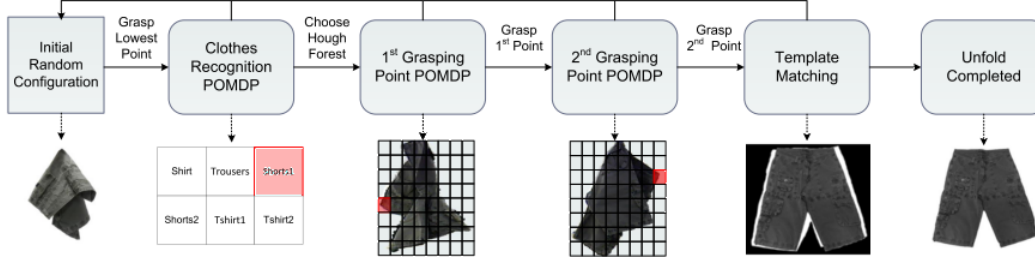 Initial
Random
Configuration
Grasp
Lowest
Point
Clothes
Recognition
POMDP
Choose
Hough
Forest
1st Grasping
Point POMDP
Grasp
1st Point
2nd Grasping
Point POMDP
Grasp
2nd Point
Template
Matching
Unfold
Completed
Shirt
Trousers
Shorts1
Shorts2
Tshirt1
Tshirt2